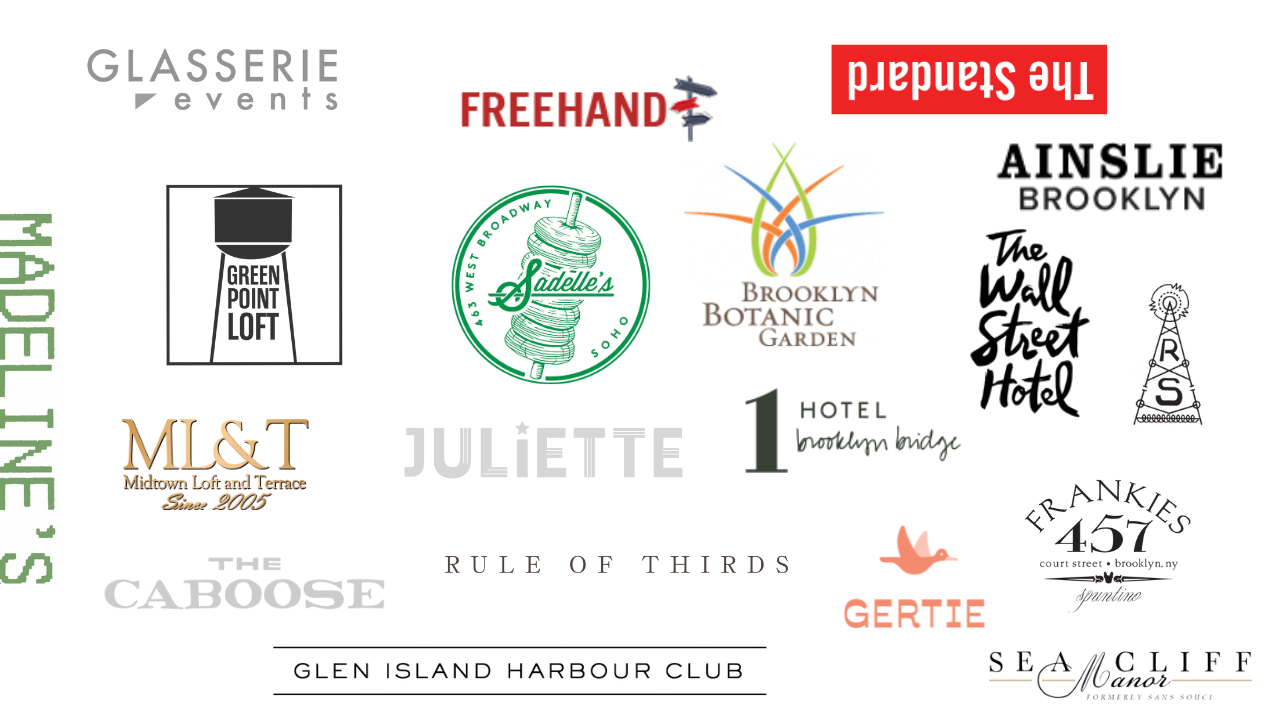 GLASSERIE
events
FREEHAND
The Standard
AINSLIE
BROOKLYN
MADELINE'S
GREEN
POINT
LOFT
463 WEST BROADWAY
Sadelle's
SOHO
BROOKLYN
BOTANIC
GARDEN
The
Wall
Street
Hotel
R
S
ML&T
Midtown Loft and Terrace
Since 2005
JULiETTE
1 HOTEL
brooklyn bridge
FRANKIES
457
court street • brooklyn, ny
spuntino
THE
CABOOSE
RULE OF THIRDS
GERTIE
GLEN ISLAND HARBOUR CLUB
SEA CLIFF
Manor
FORMERLY SANS SOUCI